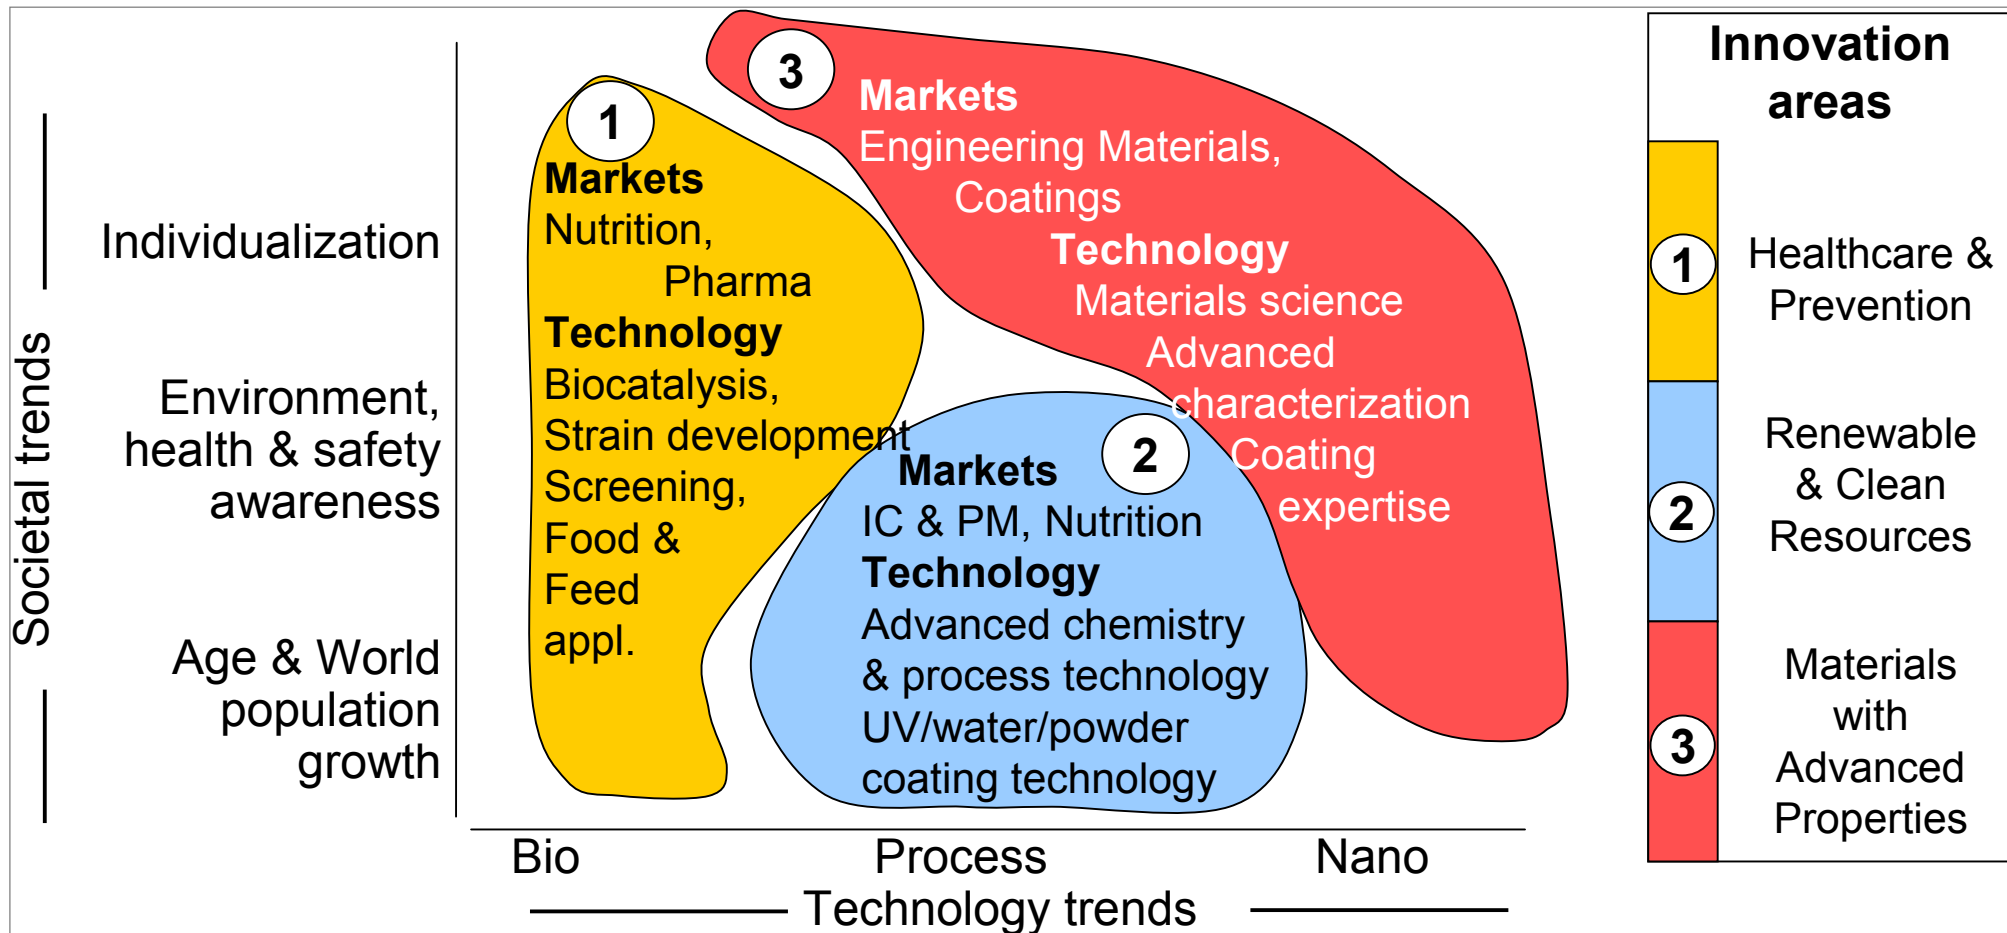 Societal trends
Individualization
Environment,
health & safety
awareness
Age & World
population
growth
1
Markets
Nutrition,
Pharma
Technology
Biocatalysis,
Strain development
Screening,
Food &
Feed
appl.
3
Markets
Engineering Materials,
Coatings
Technology
Materials science
Advanced
characterization
Coating
expertise
2
Markets
IC & PM, Nutrition
Technology
Advanced chemistry
& process technology
UV/water/powder
coating technology
Bio
Process
Nano
Technology trends
Innovation
areas
1
Healthcare &
Prevention
2
Renewable
& Clean
Resources
3
Materials
with
Advanced
Properties